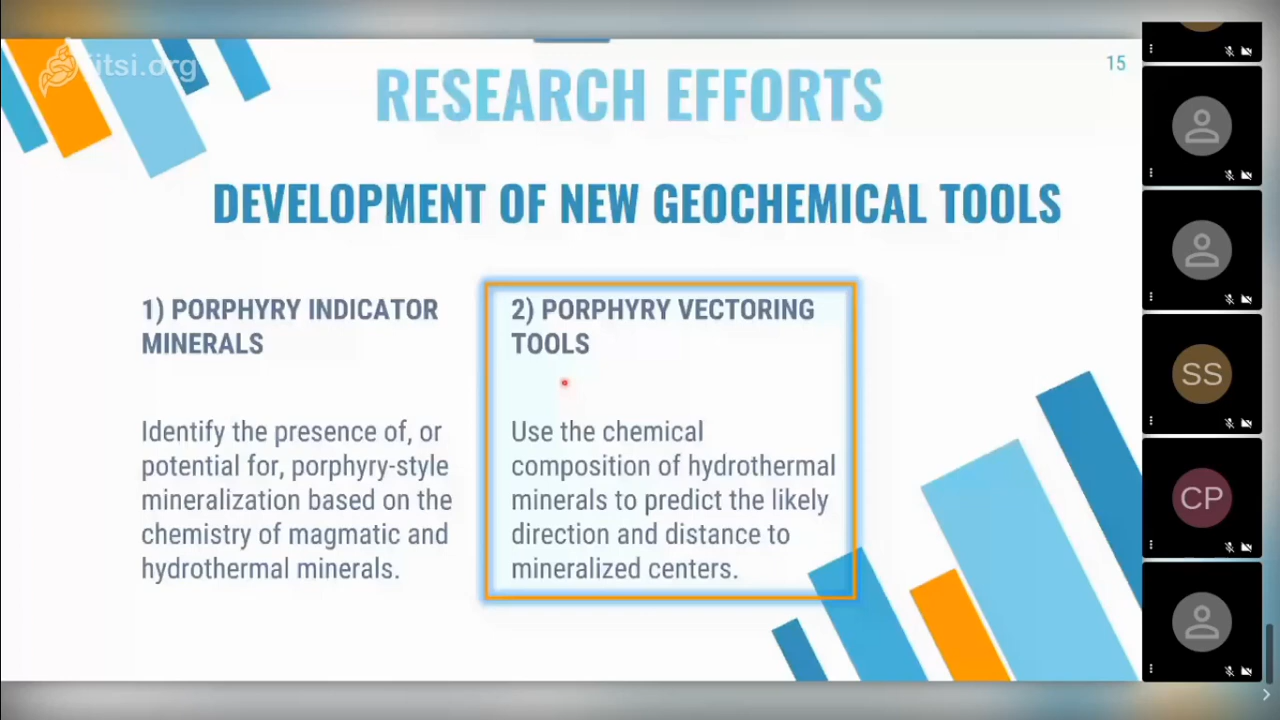 jitsi.org
15
RESEARCH EFFORTS
DEVELOPMENT OF NEW GEOCHEMICAL TOOLS
1) PORPHYRY INDICATOR
MINERALS
Identify the presence of, or
potential for, porphyry-style
mineralization based on the
chemistry of magmatic and
hydrothermal minerals.
2) PORPHYRY VECTORING
TOOLS
Use the chemical
composition of hydrothermal
minerals to predict the likely
direction and distance to
mineralized centers.
SS
CP